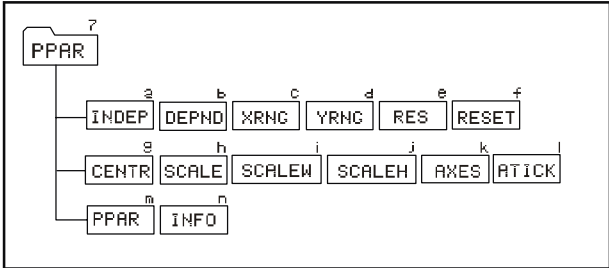 7
PPAR
a b c d e f
INDEP DEPND XRNG YRNG RES RESET
g h i j k l
CENTR SCALE SCALEW SCALEH AXES ATICK
m n
PPAR INFO